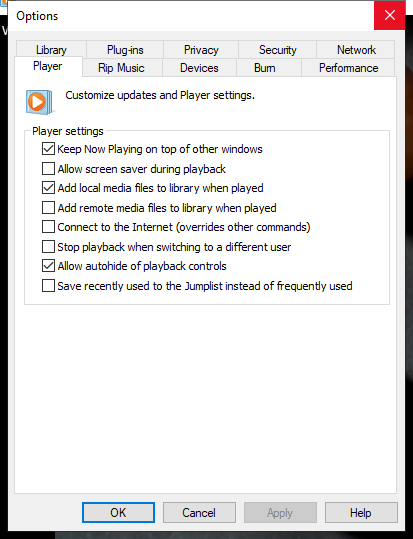 Options
Library Plug-ins Privacy Security Network
Player Rip Music Devices Burn Performance
Customize updates and Player settings.
Player settings
Keep Now Playing on top of other windows
Allow screen saver during playback
Add local media files to library when played
Add remote media files to library when played
Connect to the Internet (overrides other commands)
Stop playback when switching to a different user
Allow autohide of playback controls
Save recently used to the Jumplist instead of frequently used
OK Cancel Apply Help